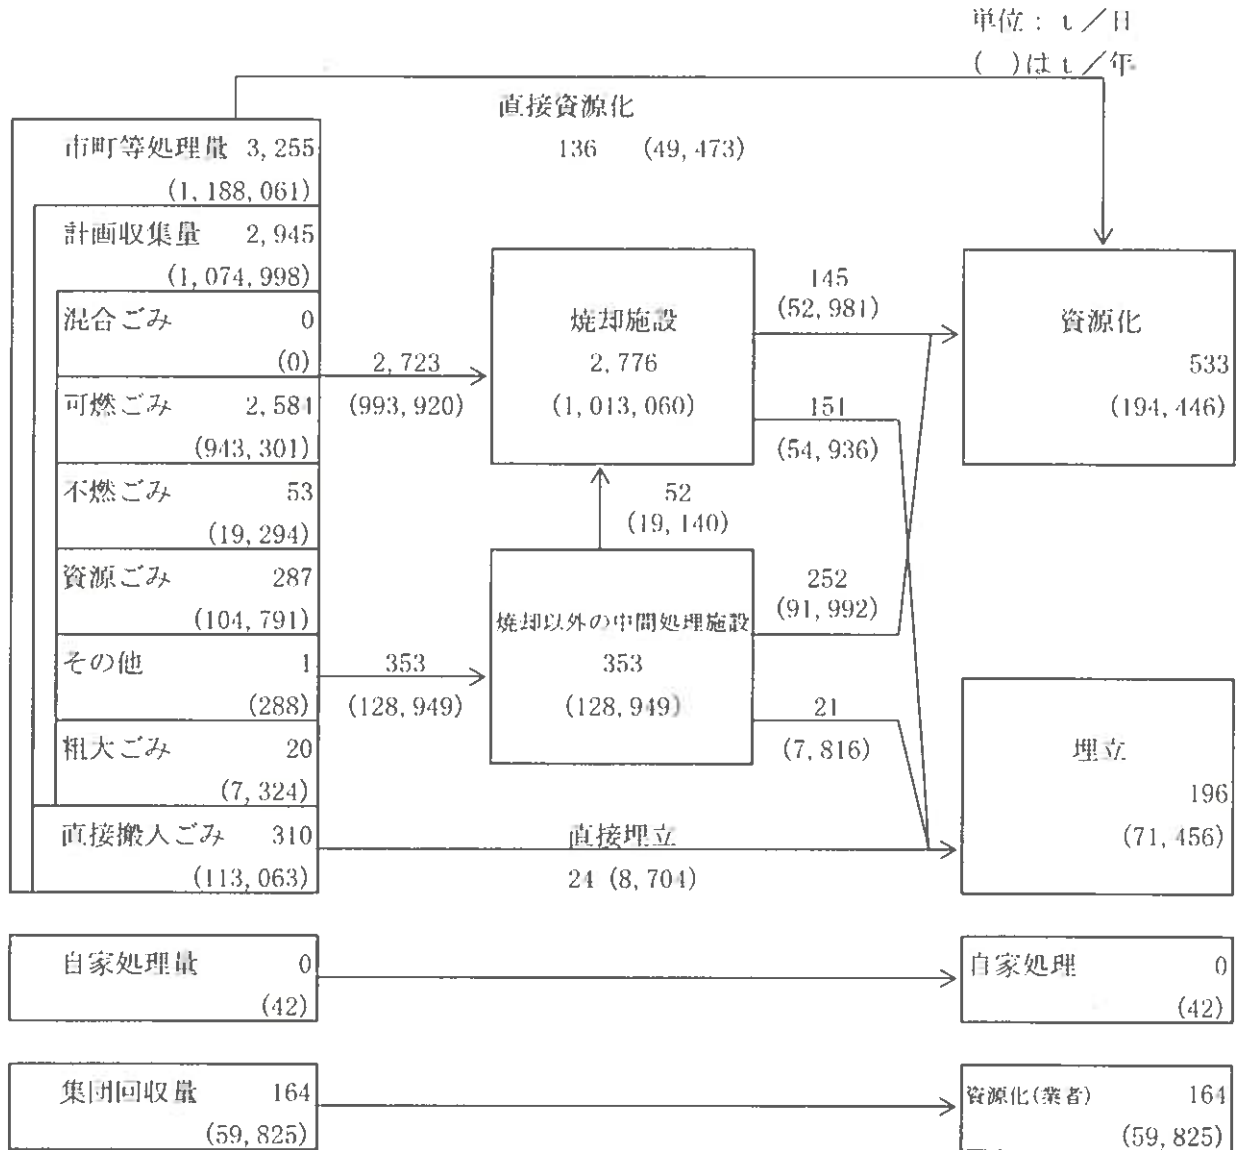 単位：t／日
( )はt／年
直接資源化
136 (49,473)
市町等処理量 3,255
(1,188,061)
計画収集量 2,945
(1,074,998)
混合ごみ 0
(0)
可燃ごみ 2,584
(943,301)
不燃ごみ 53
(19,294)
資源ごみ 287
(104,791)
その他 1
(288)
粗大ごみ 20
(7,324)
直接搬入ごみ 310
(113,063)
2,723
(993,920)
353
(128,949)
焼却施設
2,776
(1,013,060)
52
(19,140)
焼却以外の中間処理施設
353
(128,949)
145
(52,981)
151
(54,936)
252
(91,992)
21
(7,816)
直接埋立
24 (8,704)
資源化
533
(194,446)
埋立
196
(71,456)
自家処理量 0
(42)
自家処理 0
(42)
集団回収量 164
(59,825)
資源化(業者) 164
(59,825)